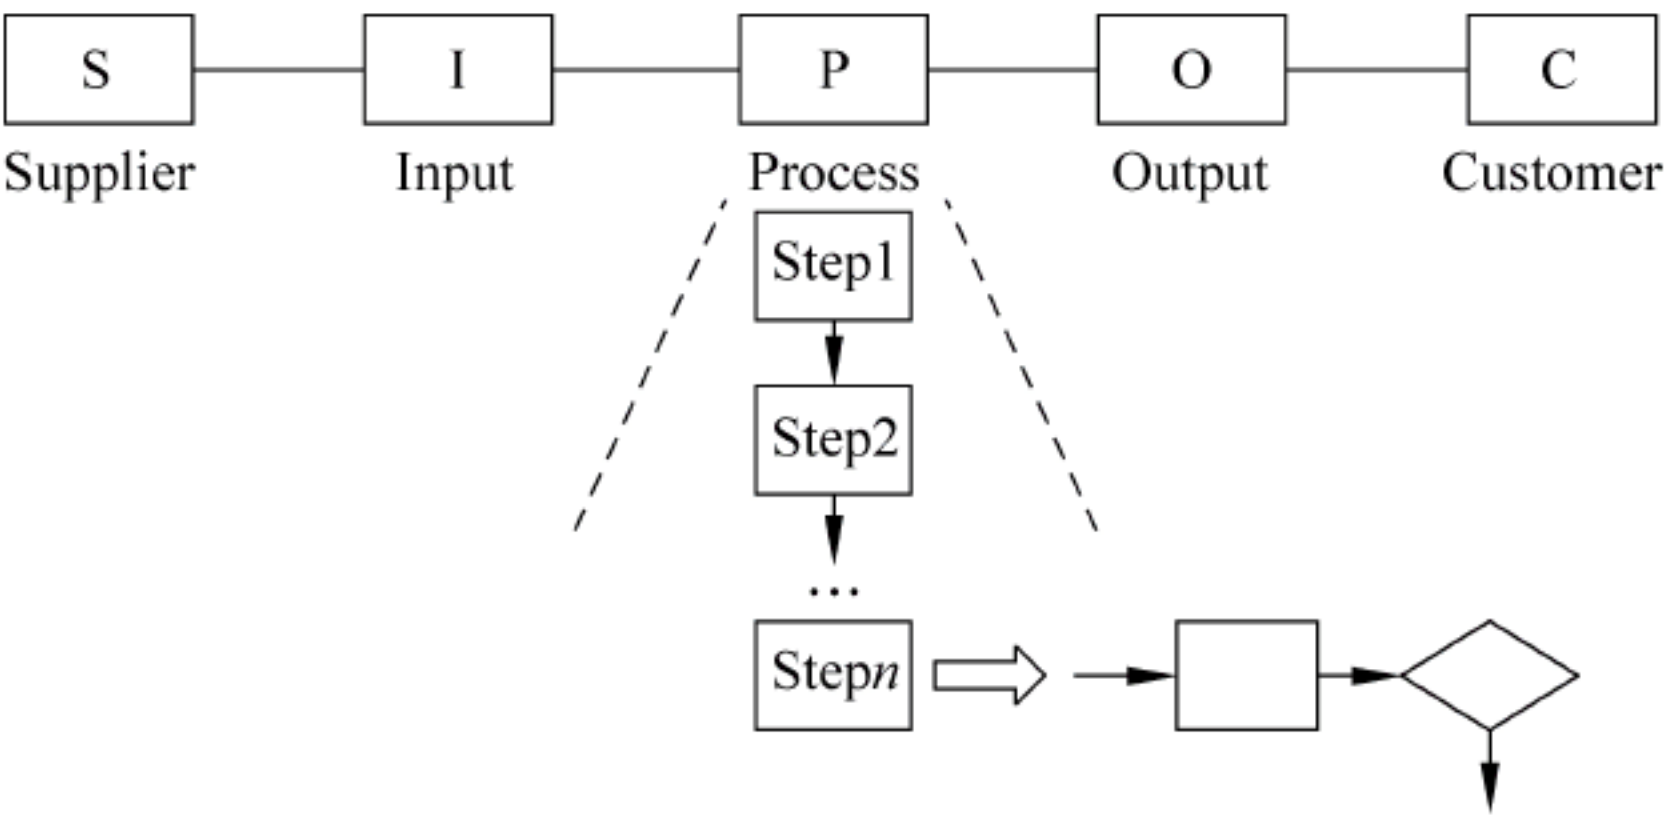 S I P O C
Supplier Input Process Output Customer
Step1
Step2
...
Stepn